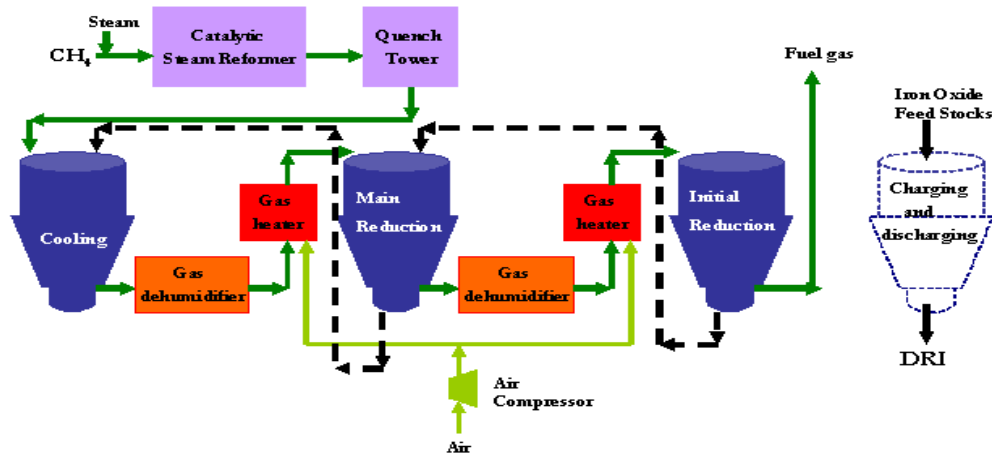 Steam
CH4
Catalytic
Steam Reformer
Quench
Tower
Fuel gas
Iron Oxide
Feed Stocks
Cooling
Gas
heater
Main
Reduction
Gas
heater
Initial
Reduction
Charging
and
discharging
Gas
dehumidifier
Gas
dehumidifier
DRI
Air
Compressor
Air